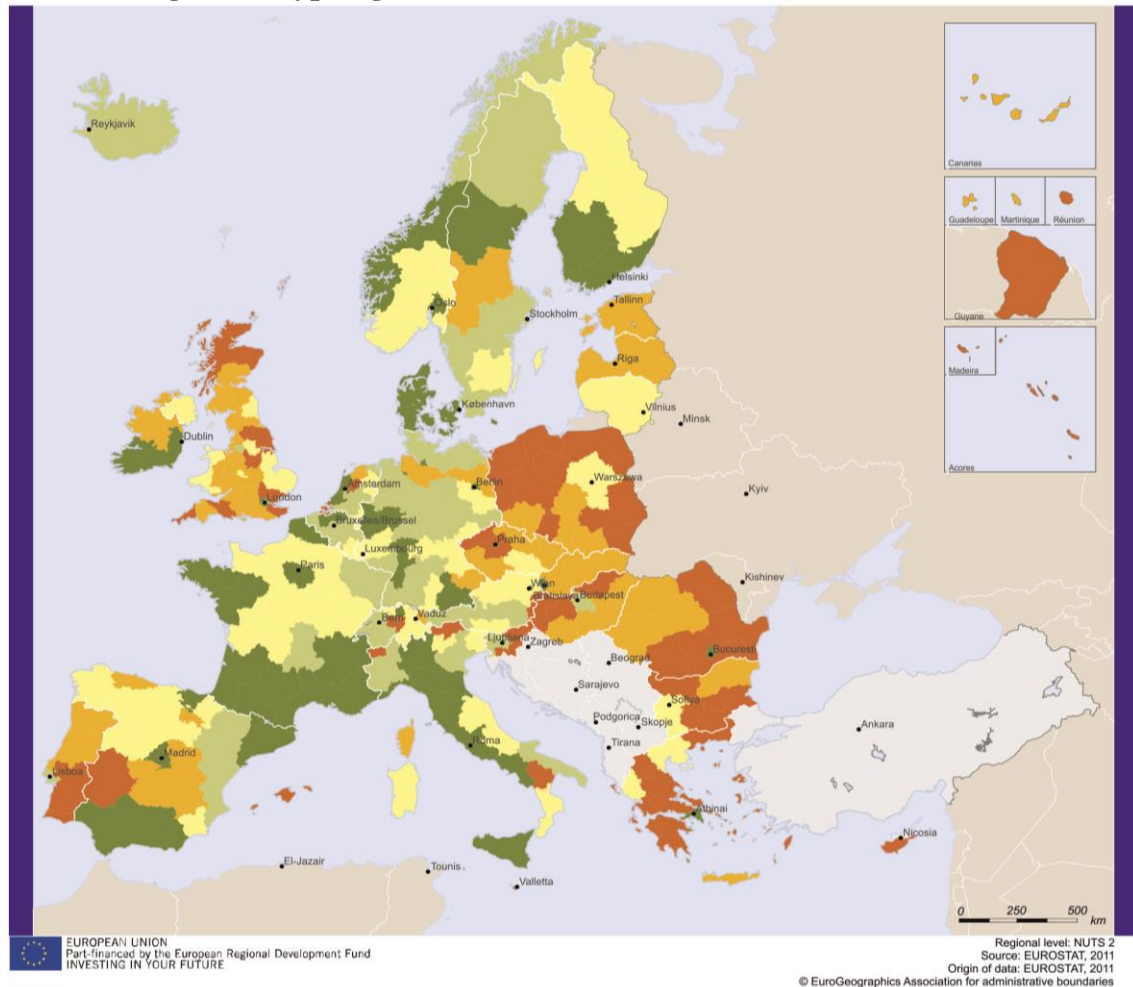 Reykjavik
Canarias
Guadeloupe
Martinique
Réunion
Guyane
Madeira
Acores
Helsinki
Oslo
Tallinn
Stockholm
Riga
København
Vilnius
Minsk
Dublin
Warszawa
Amsterdam
Berlin
London
Kyiv
Bruxelles/Brussel
Praha
Luxembourg
Paris
Wien
Kishinev
Bratislava
Budapest
Bern
Vaduz
Ljubljana
Zagreb
Beograd
Bucuresti
Sarajevo
Sofiya
Podgorica
Skopje
Ankara
Roma
Tirana
Madrid
Lisboa
Athinai
Nicosia
El-Jazair
Tounis
Valletta
0 250 500
km
EUROPEAN UNION
Part-financed by the European Regional Development Fund
INVESTING IN YOUR FUTURE
Regional level: NUTS 2
Source: EUROSTAT, 2011
Origin of data: EUROSTAT, 2011
© EuroGeographics Association for administrative boundaries